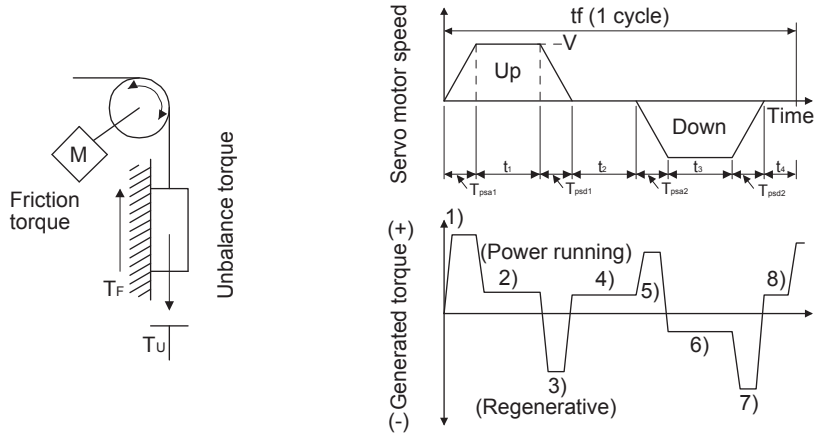 M
Friction
torque
TF
TU
Unbalance torque
Servo motor speed
tf (1 cycle)
V
Up
Down
Time
Tpsa1
t1
Tpsd1
t2
Tpsa2
t3
Tpsd2
t4
(+)
Generated torque
(-)
(Power running)
(Regenerative)
1)
2)
3)
4)
5)
6)
7)
8)